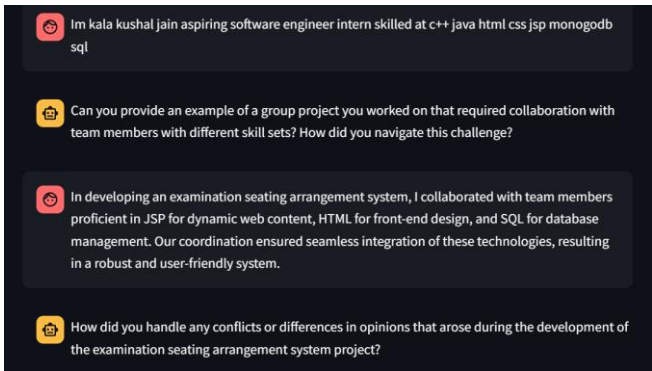 Im kala kushal jain aspiring software engineer intern skilled at c++ java html css jsp monogodb
sql
Can you provide an example of a group project you worked on that required collaboration with
team members with different skill sets? How did you navigate this challenge?
In developing an examination seating arrangement system, I collaborated with team members
proficient in JSP for dynamic web content, HTML for front-end design, and SQL for database
management. Our coordination ensured seamless integration of these technologies, resulting
in a robust and user-friendly system.
How did you handle any conflicts or differences in opinions that arose during the development of
the examination seating arrangement system project?